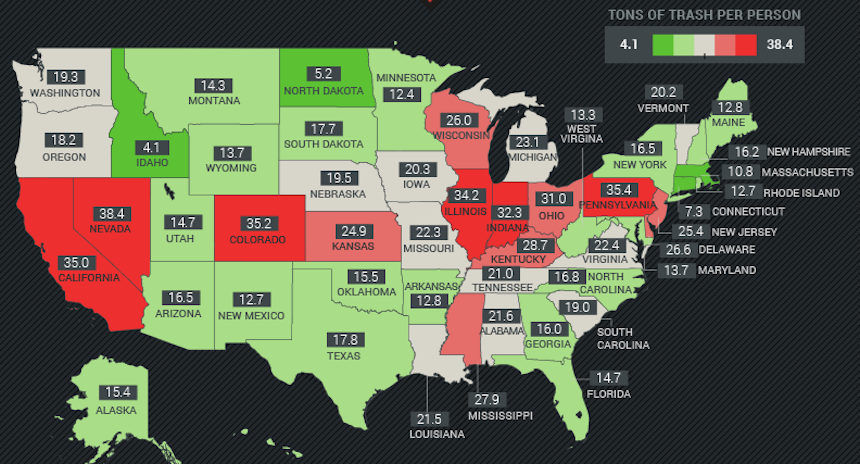 TONS OF TRASH PER PERSON
4.1
38.4
19.3
WASHINGTON
18.2
OREGON
4.1
IDAHO
14.3
MONTANA
5.2
NORTH DAKOTA
MINNESOTA
12.4
17.7
SOUTH DAKOTA
13.7
WYOMING
26.0
WISCONSIN
23.1
MICHIGAN
13.3
WEST
VIRGINA
20.2
VERMONT
12.8
MAINE
16.5
NEW YORK
16.2 NEW HAMPSHIRE
10.8 MASSACHUSETTS
12.7 RHODE ISLAND
7.3 CONNECTICUT
25.4 NEW JERSEY
26.6 DELAWARE
13.7 MARYLAND
38.4
NEVADA
35.0
CALIFORNIA
14.7
UTAH
35.2
COLORADO
19.5
NEBRASKA
20.3
IOWA
24.9
KANSAS
22.3
MISSOURI
34.2
ILLINOIS
32.3
INDIANA
31.0
OHIO
35.4
PENNSYLVANIA
28.7
KENTUCKY
22.4
VIRGINIA
21.0
TENNESSEE
16.8 NORTH
CAROLINA
16.5
ARIZONA
12.7
NEW MEXICO
15.5
OKLAHOMA
ARKANSAS
12.8
17.8
TEXAS
21.6
ALABAMA
16.0
GEORGIA
19.0
SOUTH
CAROLINA
14.7
FLORIDA
27.9
MISSISSIPPI
21.5
LOUISIANA
15.4
ALASKA